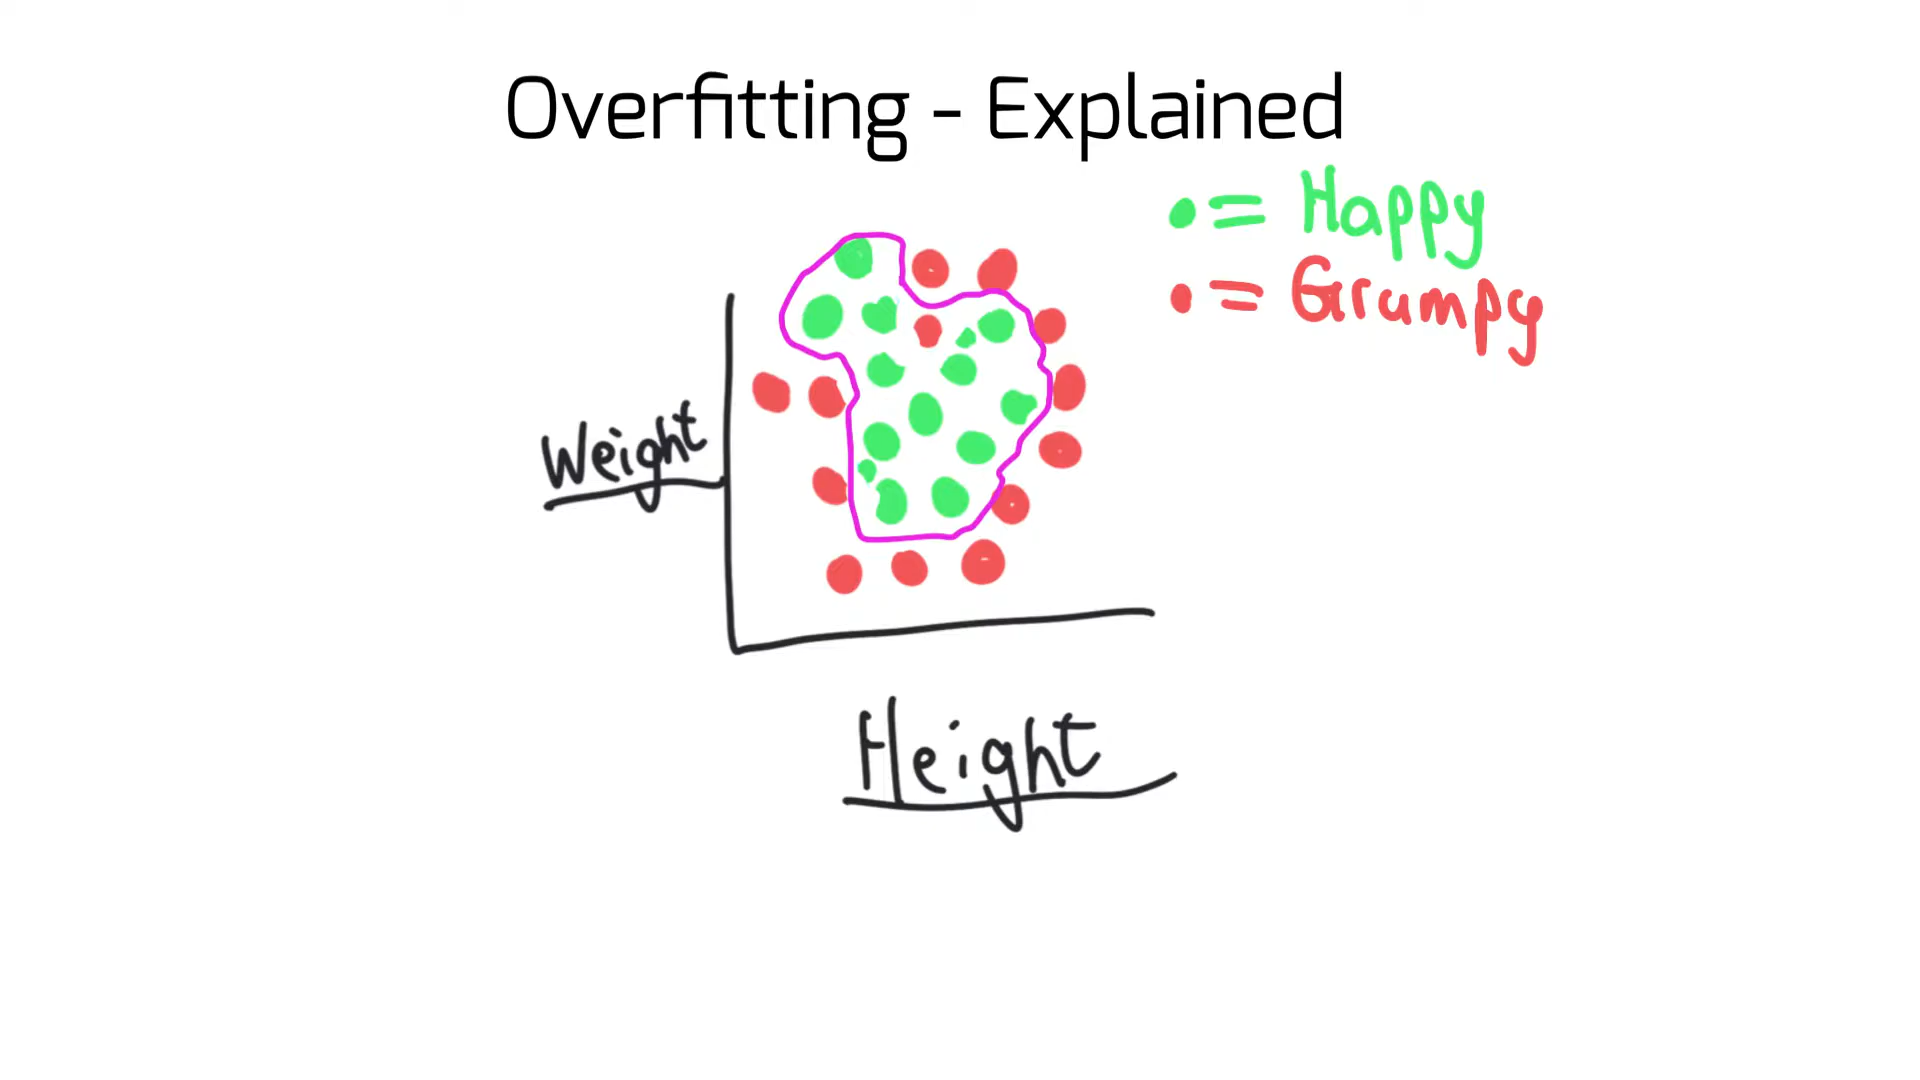 Overfitting - Explained
= Happy
= Grumpy
Weight
Height